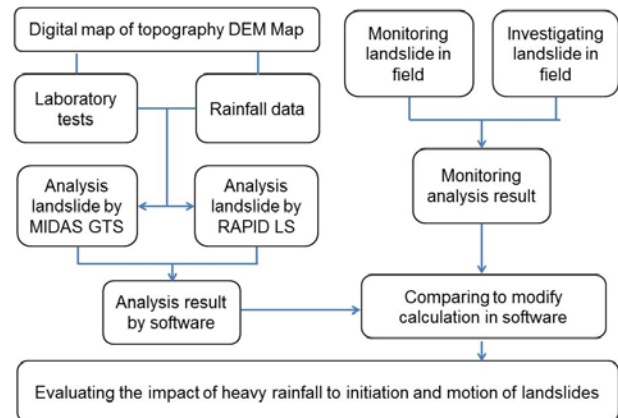 Digital map of topography DEM Map
Monitoring
landslide in
field
Investigating
landslide in
field
Laboratory
tests
Rainfall data
Monitoring
analysis result
Analysis
landslide by
MIDAS GTS
Analysis
landslide by
RAPID LS
Analysis result
by software
Comparing to modify
calculation in software
Evaluating the impact of heavy rainfall to initiation and motion of landslides